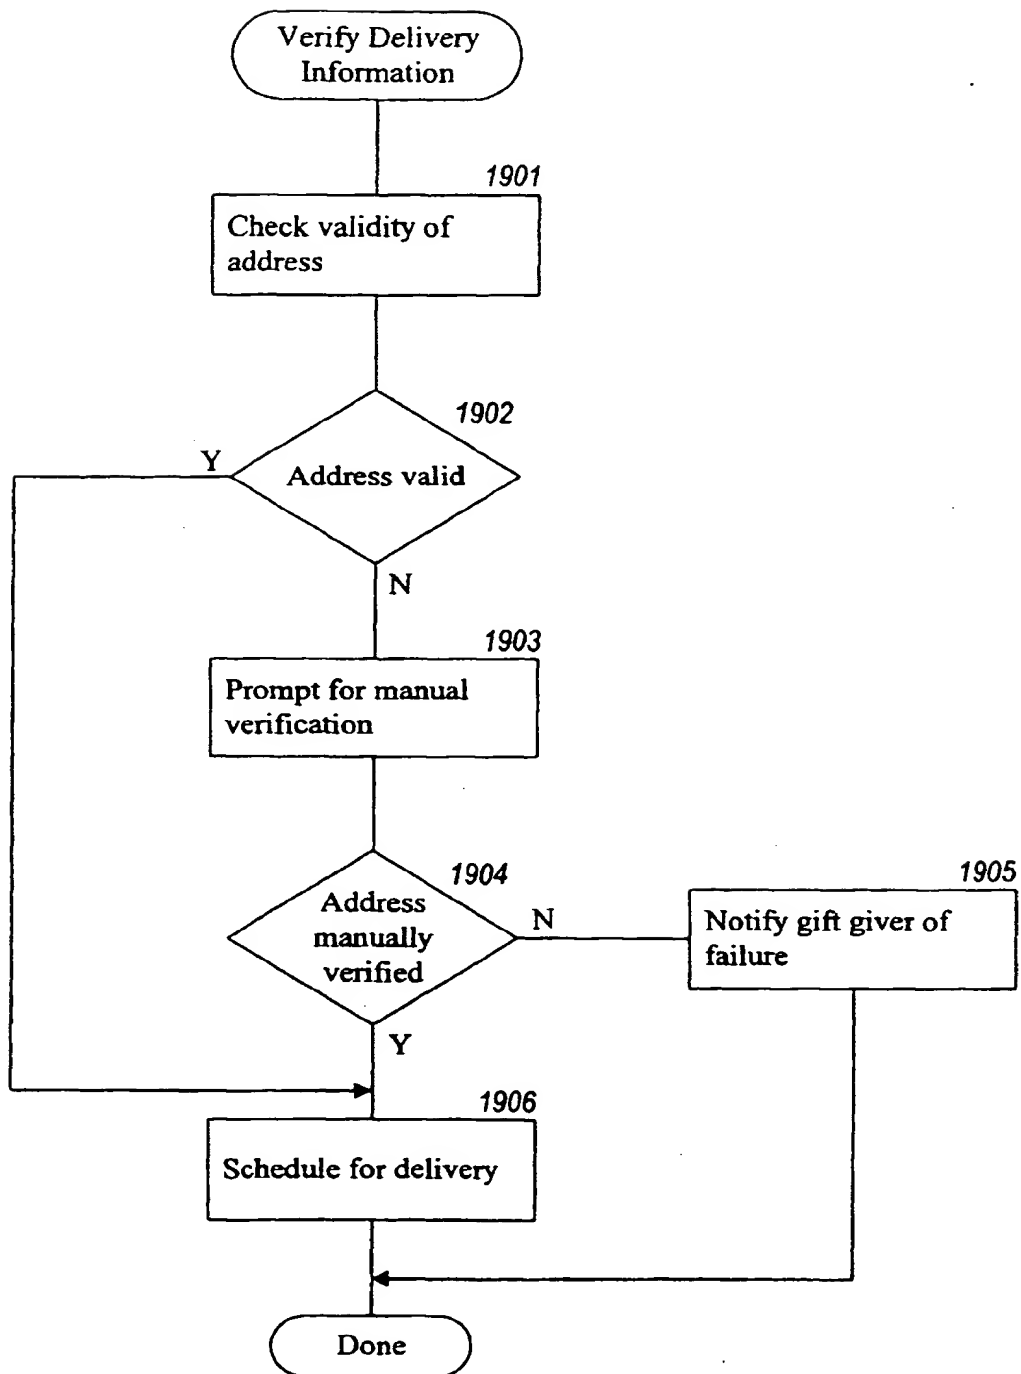 Verify Delivery
Information
1901
Check validity of
address
1902
Y
Address valid
N
1903
Prompt for manual
verification
1904
Address
manually
verified
N
1905
Notify gift giver of
failure
Y
1906
Schedule for delivery
Done